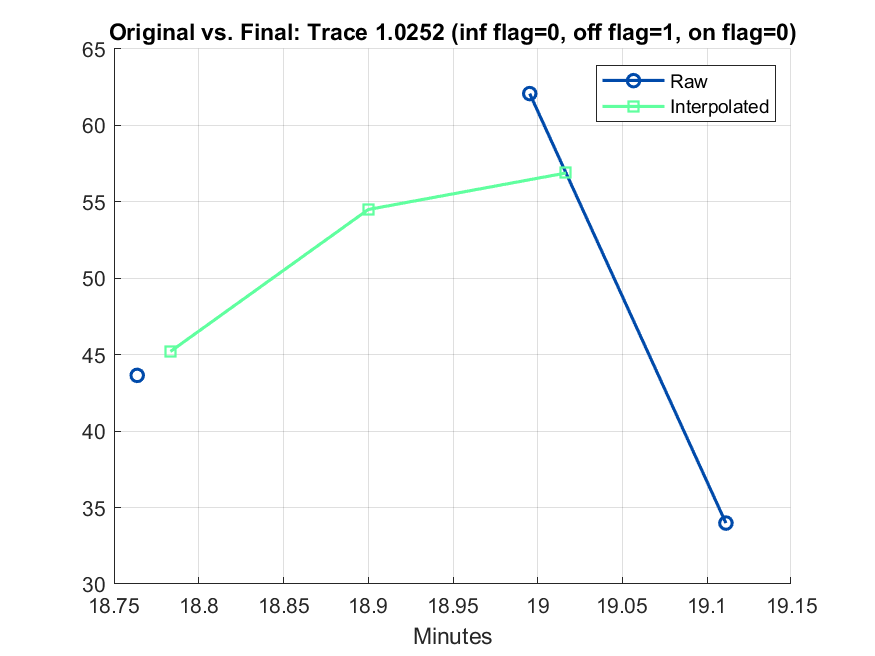 Original vs. Final: Trace 1.0252 (inf flag=0, off flag=1, on flag=0)
Raw
Interpolated
65
60
55
50
45
40
35
30
18.75 18.8 18.85 18.9 18.95 19 19.05 19.1 19.15
Minutes